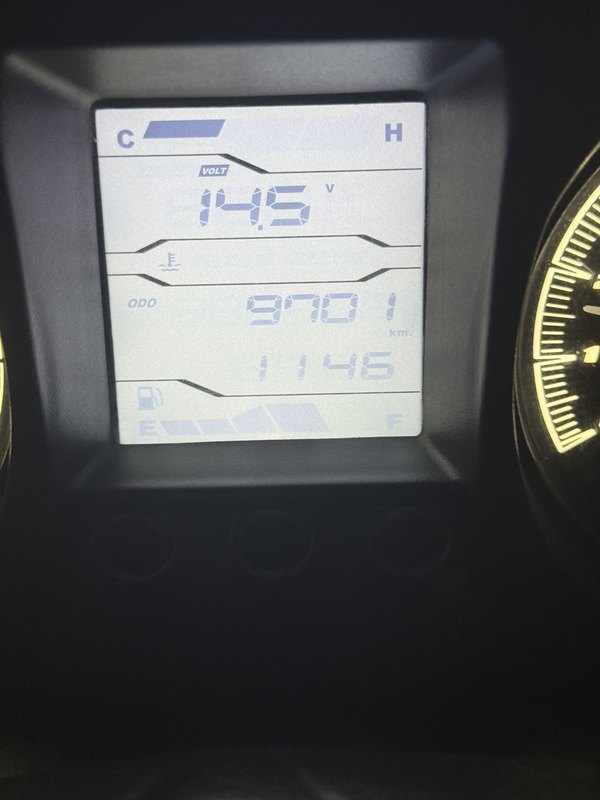 C H
VOLT
14.5 V
ODO 9701
km
1146
E F